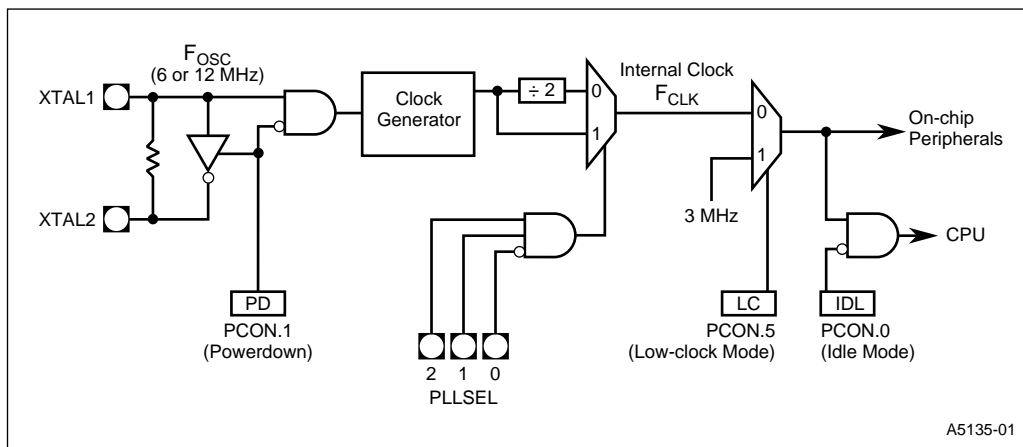 F_OSC
(6 or 12 MHz)
XTAL1
XTAL2
Clock
Generator
÷ 2
0
1
Internal Clock
F_CLK
0
1
3 MHz
On-chip
Peripherals
CPU
PD
PCON.1
(Powerdown)
2 1 0
PLLSEL
LC
PCON.5
(Low-clock Mode)
IDL
PCON.0
(Idle Mode)
A5135-01